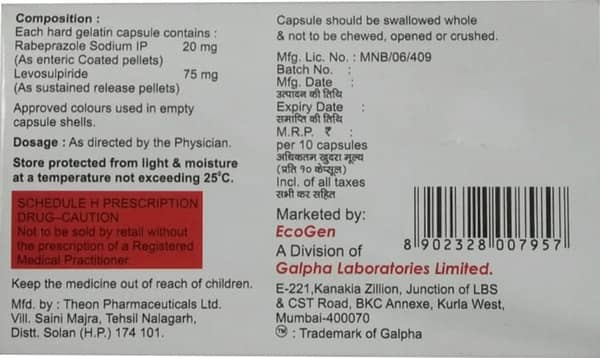 Composition :
Each hard gelatin capsule contains :
Rabeprazole Sodium IP 20 mg
(As enteric Coated pellets)
Levosulpiride 75 mg
(As sustained release pellets)
Approved colours used in empty
capsule shells.
Dosage : As directed by the Physician.
Store protected from light & moisture
at a temperature not exceeding 25°C.
SCHEDULE H PRESCRIPTION
DRUG–CAUTION
Not to be sold by retail without
the prescription of a Registered
Medical Practitioner
Keep the medicine out of reach of children.
Mfd. by : Theon Pharmaceuticals Ltd.
Vill. Saini Majra, Tehsil Nalagarh,
Distt. Solan (H.P.) 174 101.
Capsule should be swallowed whole
& not to be chewed, opened or crushed.
Mfg. Lic. No. : MNB/06/409
Batch No. :
Mfg. Date :
उत्पादन की तिथि
Expiry Date :
समाप्ति की तिथि
M.R.P. ₹ :
per 10 capsules
अधिकतम खुदरा मूल्य
(प्रति १० केप्सूल)
Incl. of all taxes
सभी कर सहित
Marketed by:
EcoGen
A Division of
Galpha Laboratories Limited.
E-221,Kanakia Zillion, Junction of LBS
& CST Road, BKC Annexe, Kurla West,
Mumbai-400070
TM : Trademark of Galpha
8 902328 007957